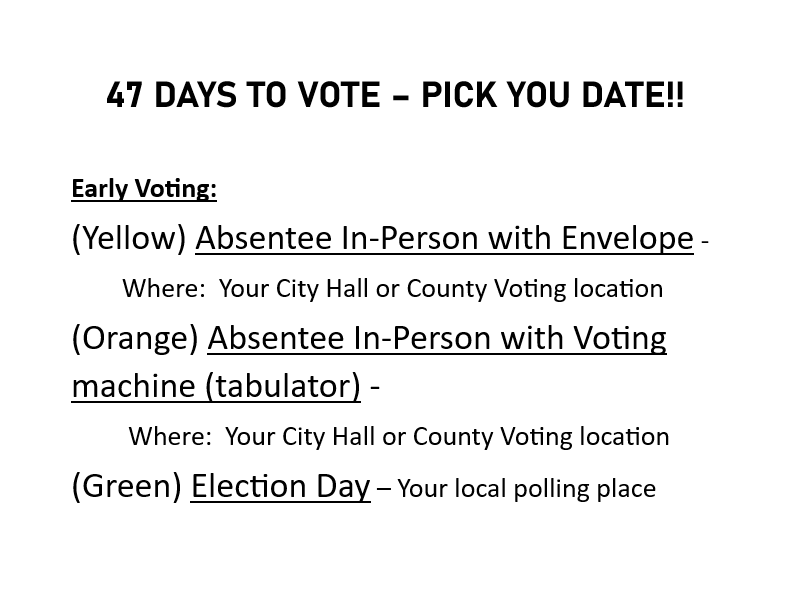 47 DAYS TO VOTE – PICK YOU DATE!!
Early Voting:
(Yellow) Absentee In-Person with Envelope -
Where: Your City Hall or County Voting location
(Orange) Absentee In-Person with Voting
machine (tabulator) -
Where: Your City Hall or County Voting location
(Green) Election Day – Your local polling place